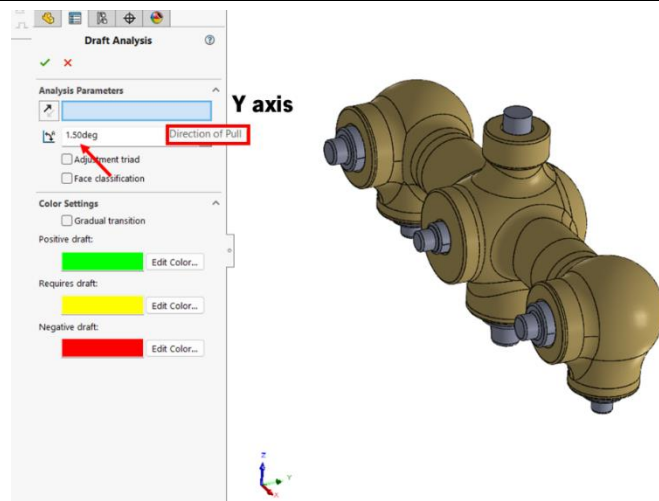 Draft Analysis
Analysis Parameters
Y axis
1.50deg
Direction of Pull
Adjustment triad
Face classification
Color Settings
Gradual transition
Positive draft:
Edit Color...
Requires draft:
Edit Color...
Negative draft:
Edit Color...
Z
Y
X